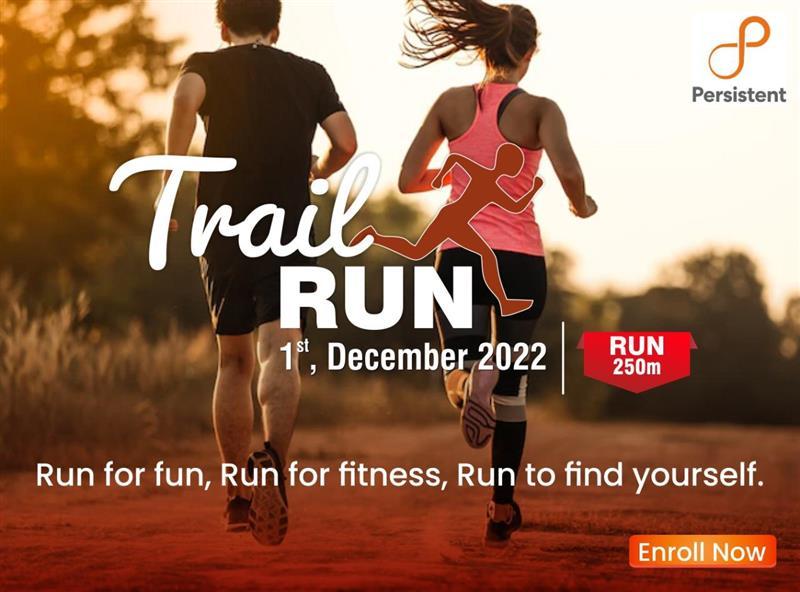 Persistent
Trail
RUN
1st, December 2022
RUN
250m
Run for fun, Run for fitness, Run to find yourself.
Enroll Now